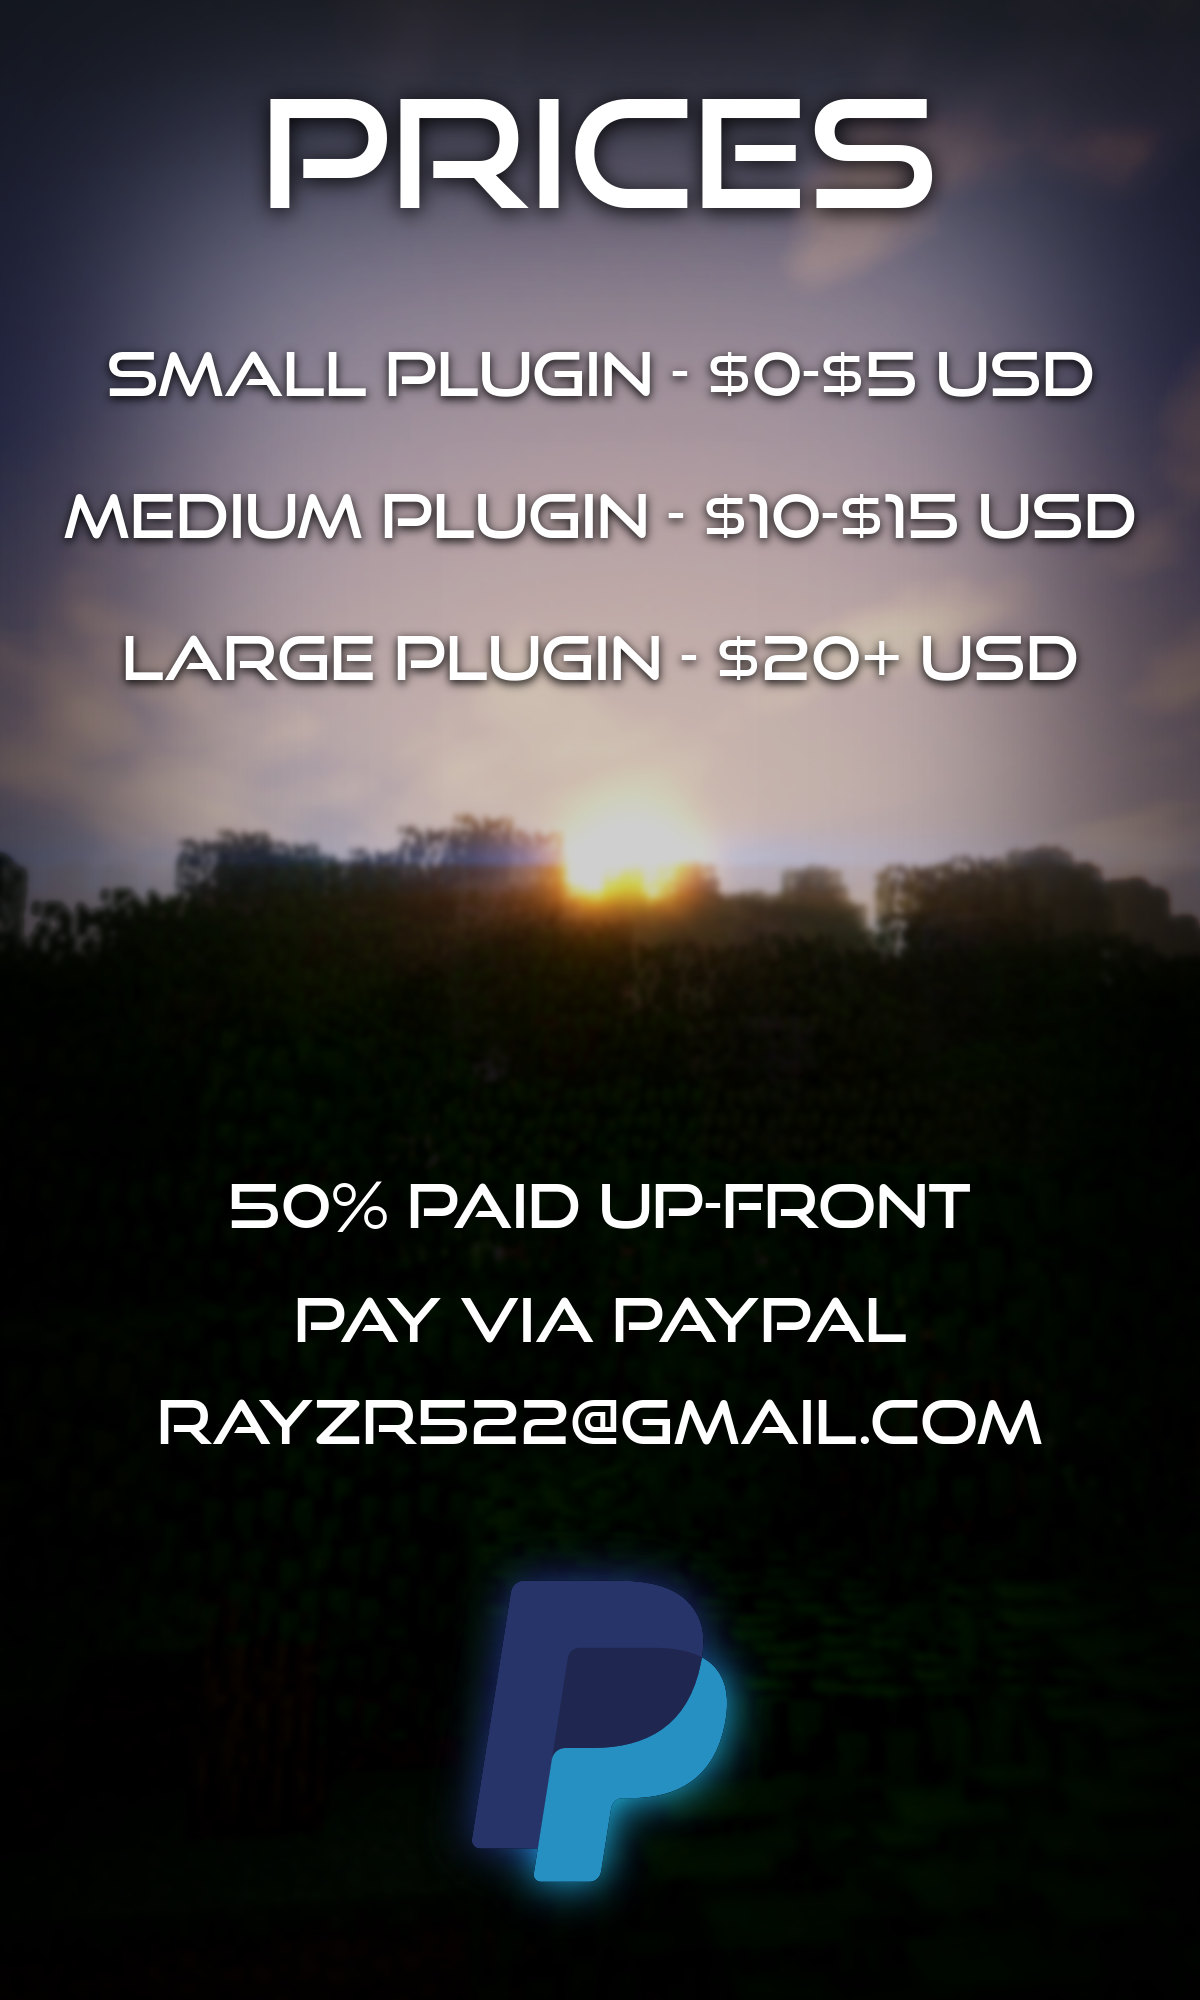 PRICES
SMALL PLUGIN - $0-$5 USD
MEDIUM PLUGIN - $10-$15 USD
LARGE PLUGIN - $20+ USD
50% PAID UP-FRONT
PAY VIA PAYPAL
RAYZR522@GMAIL.COM